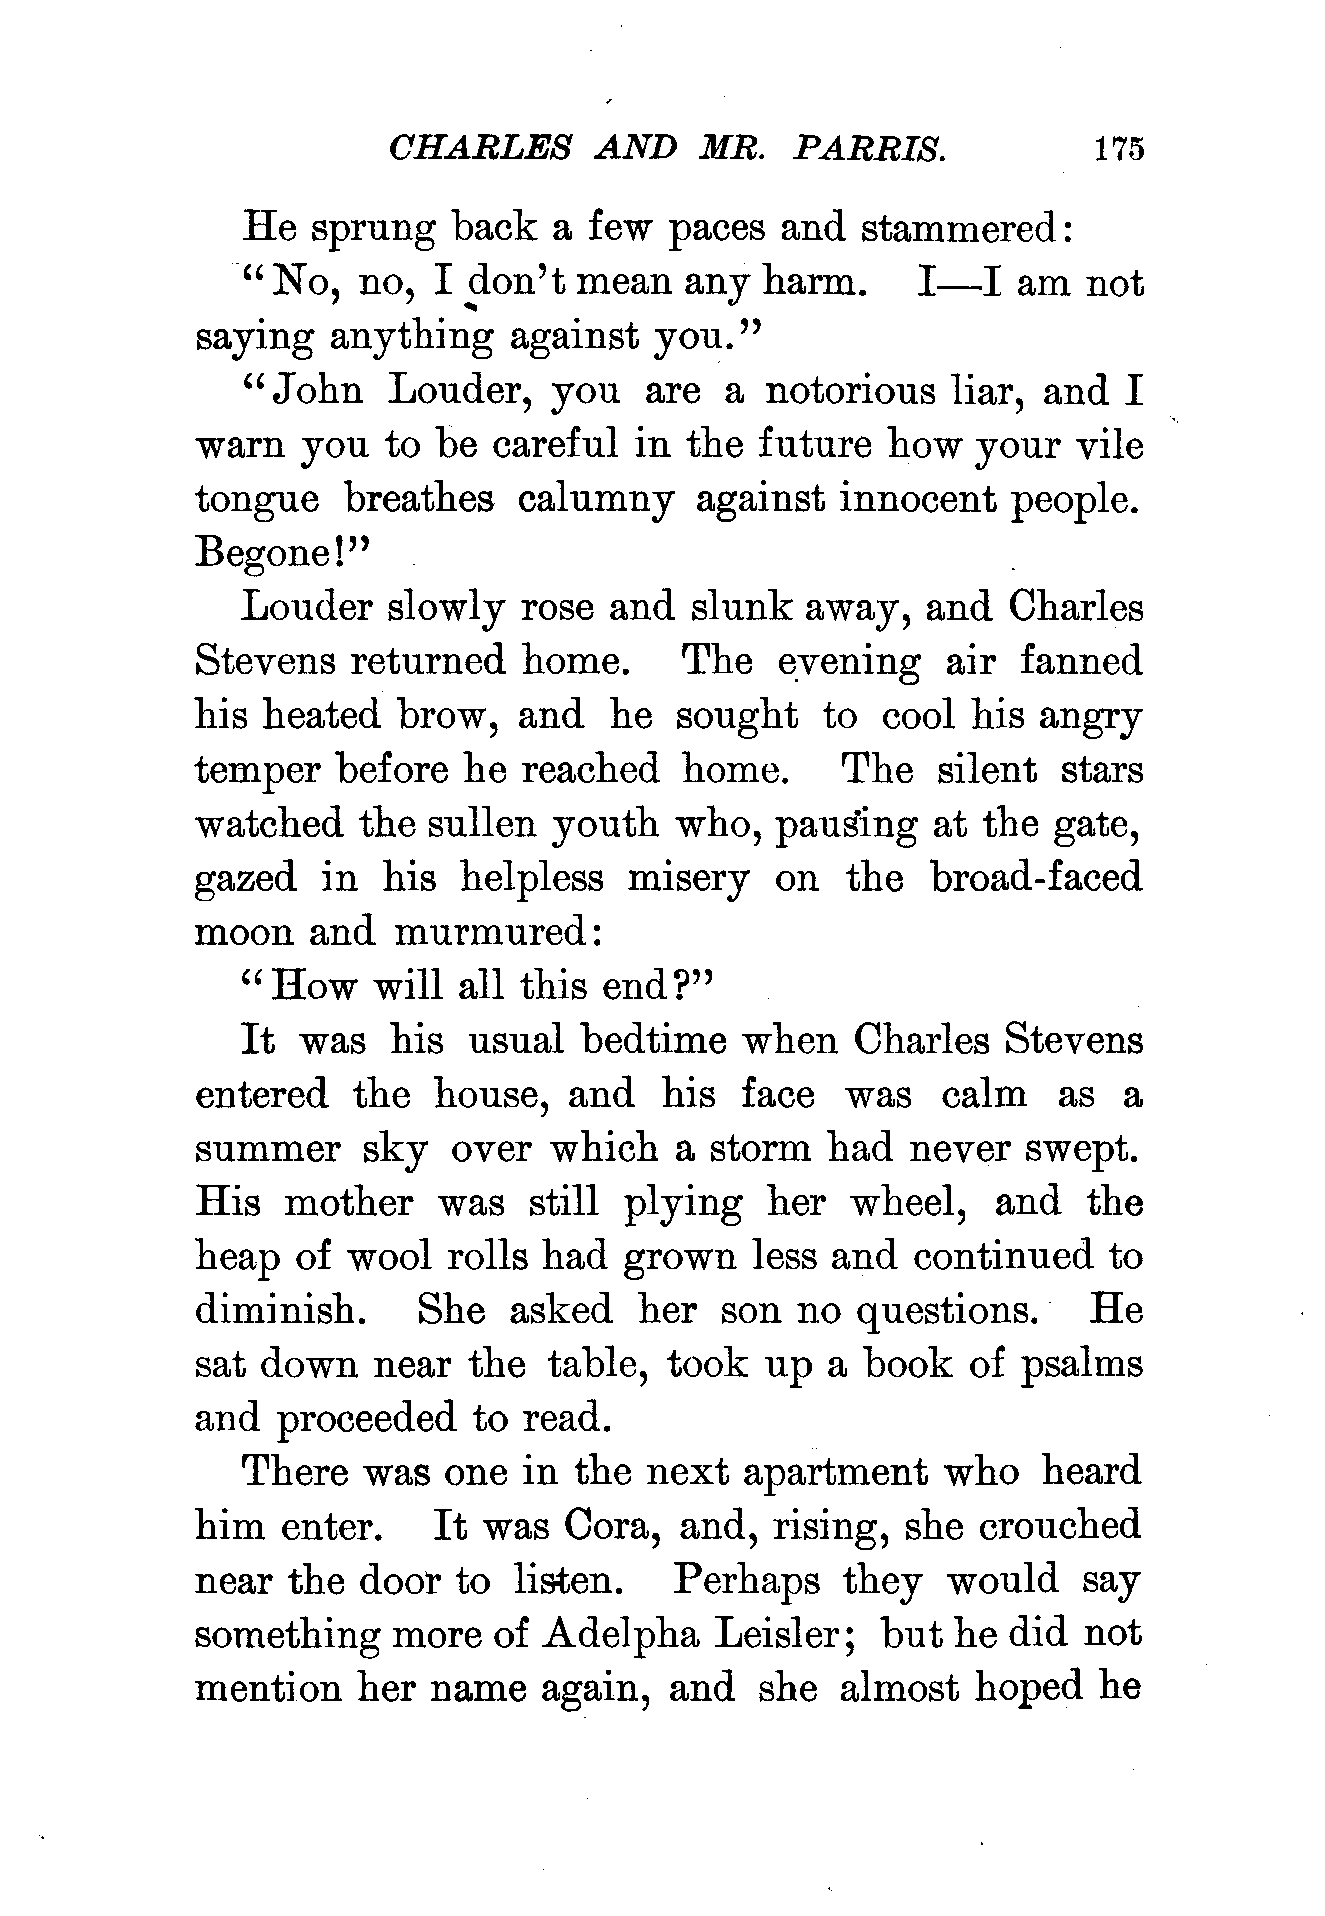 CHARLES AND MR. PARRIS. 175
He sprung back a few paces and stammered:
"No, no, I don't mean any harm. I—I am not
saying anything against you."
"John Louder, you are a notorious liar, and I
warn you to be careful in the future how your vile
tongue breathes calumny against innocent people.
Begone!"
Louder slowly rose and slunk away, and Charles
Stevens returned home. The evening air fanned
his heated brow, and he sought to cool his angry
temper before he reached home. The silent stars
watched the sullen youth who, pausing at the gate,
gazed in his helpless misery on the broad-faced
moon and murmured:
"How will all this end?"
It was his usual bedtime when Charles Stevens
entered the house, and his face was calm as a
summer sky over which a storm had never swept.
His mother was still plying her wheel, and the
heap of wool rolls had grown less and continued to
diminish. She asked her son no questions. He
sat down near the table, took up a book of psalms
and proceeded to read.
There was one in the next apartment who heard
him enter. It was Cora, and, rising, she crouched
near the door to listen. Perhaps they would say
something more of Adelpha Leisler; but he did not
mention her name again, and she almost hoped he